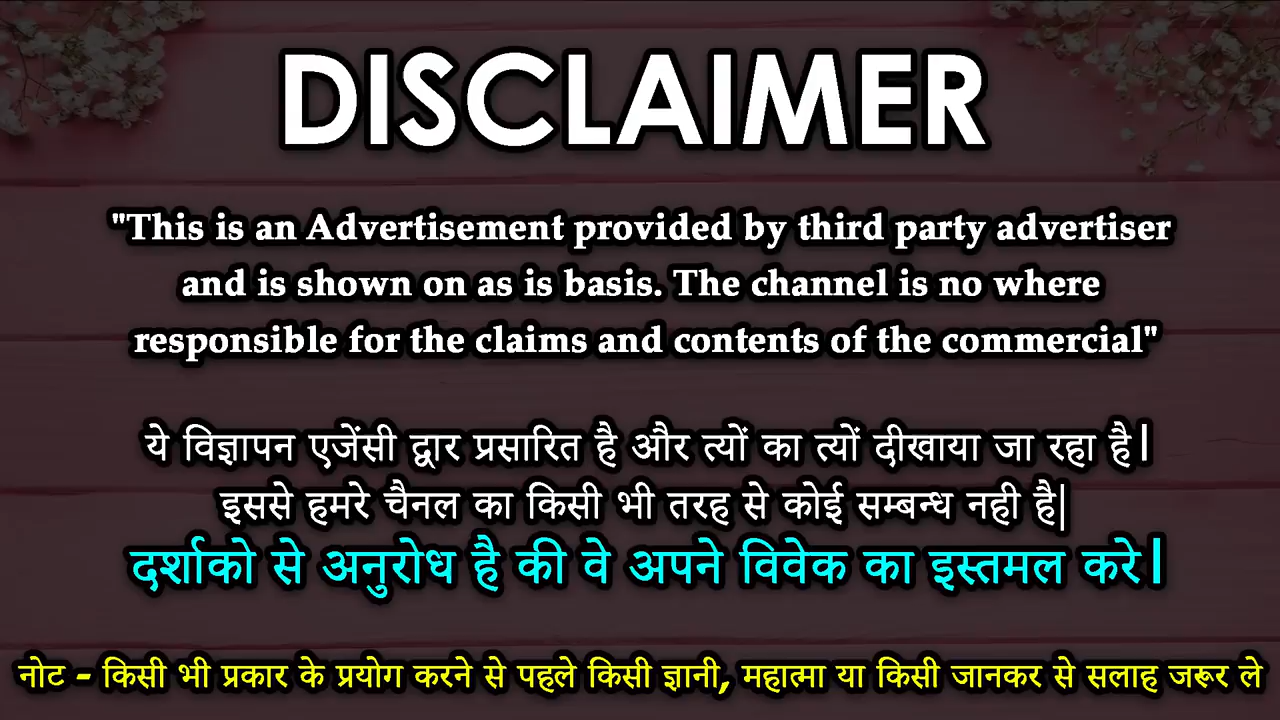 DISCLAIMER
"This is an Advertisement provided by third party advertiser
and is shown on as is basis. The channel is no where
responsible for the claims and contents of the commercial"
ये विज्ञापन एजेंसी द्वार प्रसारित है और त्यों का त्यों दीखाया जा रहा है।
इससे हमरे चैनल का किसी भी तरह से कोई सम्बन्ध नही है|
दर्शाको से अनुरोध है की वे अपने विवेक का इस्तमल करे।
नोट - किसी भी प्रकार के प्रयोग करने से पहले किसी ज्ञानी, महात्मा या किसी जानकर से सलाह जरूर ले